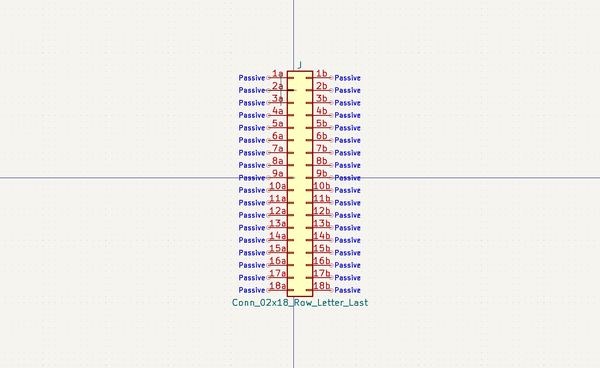 J
Passive 1a 1b Passive
Passive 2a 2b Passive
Passive 3a 3b Passive
Passive 4a 4b Passive
Passive 5a 5b Passive
Passive 6a 6b Passive
Passive 7a 7b Passive
Passive 8a 8b Passive
Passive 9a 9b Passive
Passive 10a 10b Passive
Passive 11a 11b Passive
Passive 12a 12b Passive
Passive 13a 13b Passive
Passive 14a 14b Passive
Passive 15a 15b Passive
Passive 16a 16b Passive
Passive 17a 17b Passive
Passive 18a 18b Passive
Conn_02x18_Row_Letter_Last